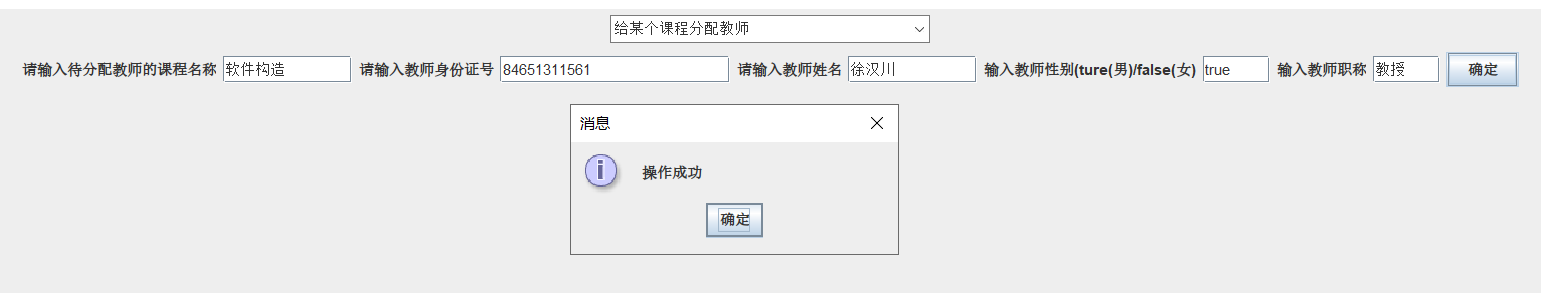 给某个课程分配教师
请输入待分配教师的课程名称 软件构造 请输入教师身份证号 84651311561 请输入教师姓名 徐汉川 输入教师性别(ture(男)/false(女) true 输入教师职称 教授 确定
消息
操作成功
确定